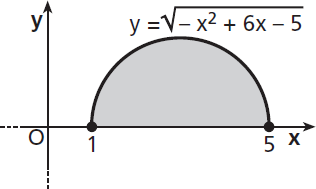 y
y = √(– x² + 6x – 5)
O
1
5
x